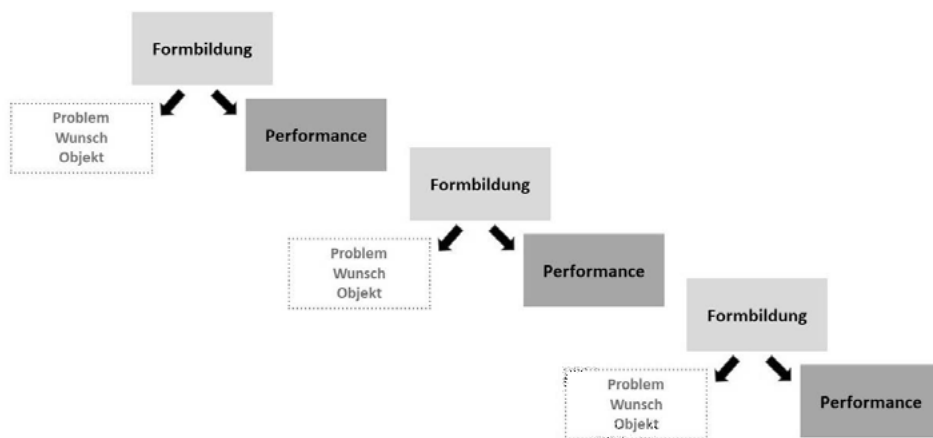 Formbildung
Problem
Wunsch
Objekt
Performance
Formbildung
Problem
Wunsch
Objekt
Performance
Formbildung
Problem
Wunsch
Objekt
Performance